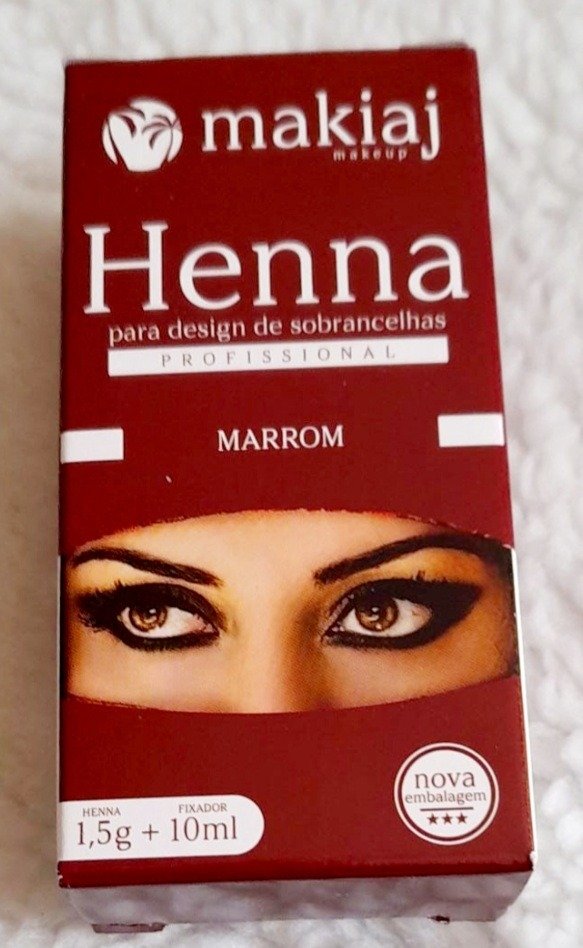 makiaj
makeup
Henna
para design de sobrancelhas
PROFISSIONAL
MARROM
nova
embalagem
HENNA FIXADOR
1,5g + 10ml